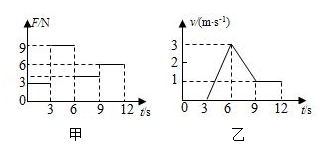 F/N
9
6
3
0
3 6 9 12 t/s
甲
v/(m·s⁻¹)
3
2
1
0 3 6 9 12 t/s
乙